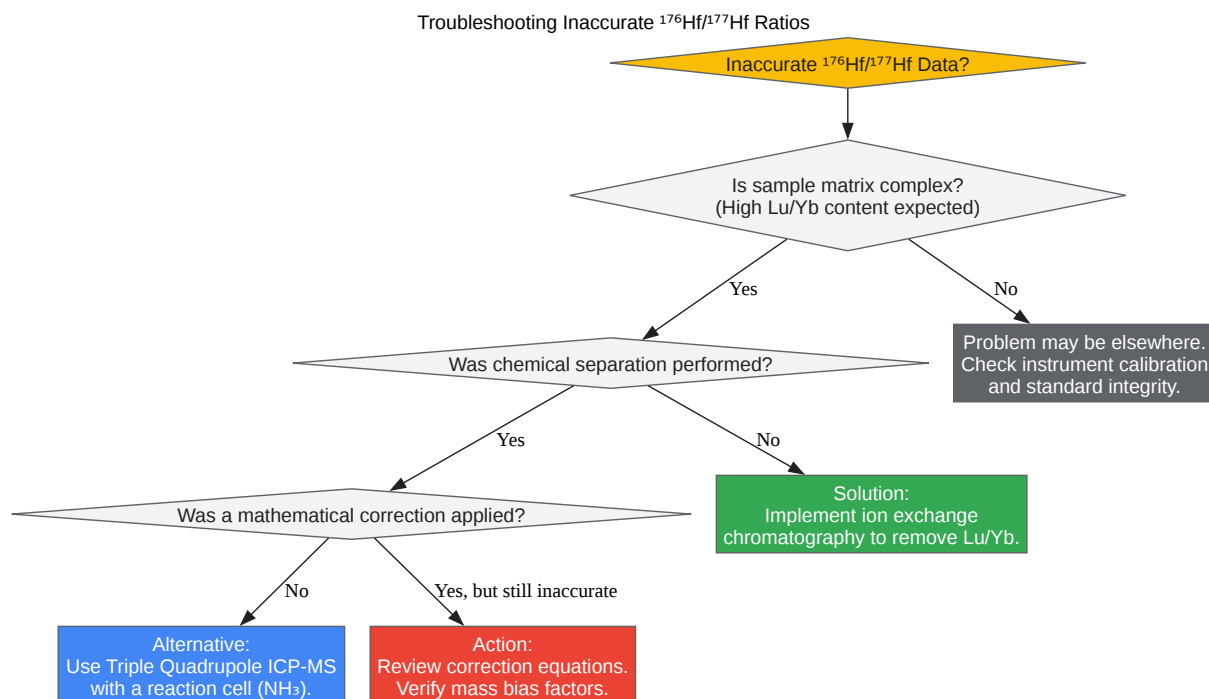 Troubleshooting Inaccurate ¹⁷⁶Hf/¹⁷⁷Hf Ratios
Inaccurate ¹⁷⁶Hf/¹⁷⁷Hf Data?
Is sample matrix complex?
(High Lu/Yb content expected)
Yes
No
Problem may be elsewhere.
Check instrument calibration
and standard integrity.
Was chemical separation performed?
Yes
No
Solution:
Implement ion exchange
chromatography to remove Lu/Yb.
Was a mathematical correction applied?
No
Yes, but still inaccurate
Alternative:
Use Triple Quadrupole ICP-MS
with a reaction cell (NH₃).
Action:
Review correction equations.
Verify mass bias factors.